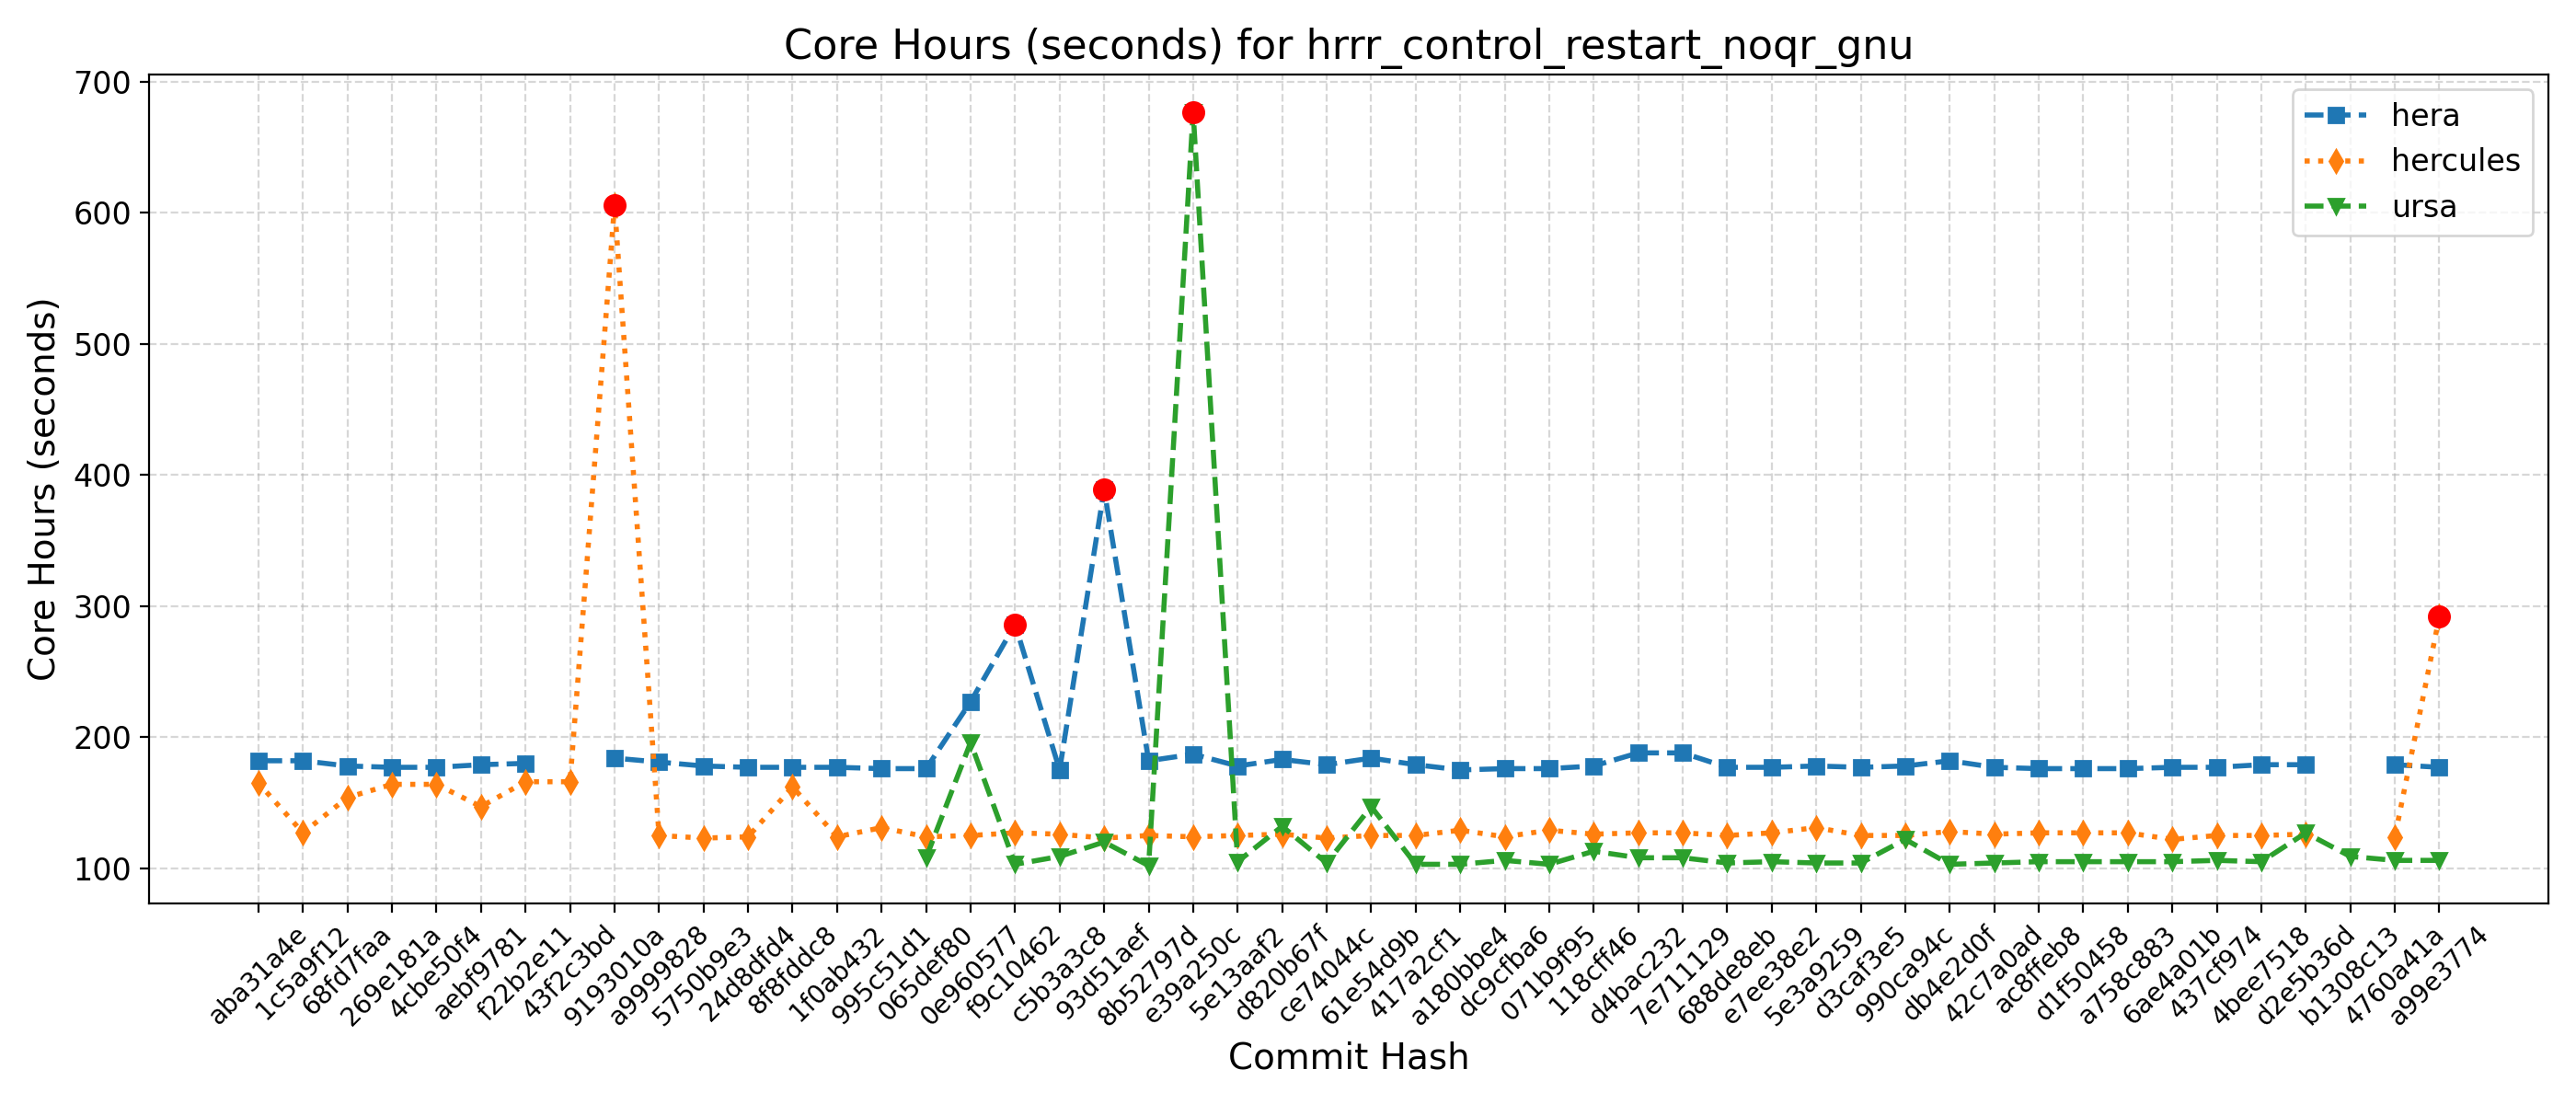 Core Hours (seconds) for hrrr_control_restart_noqr_gnu
700
600
500
400
300
200
100
Core Hours (seconds)
hera
hercules
ursa
aba31a4e
1c5a9f12
68fd7faa
269e181a
4cbe50f4
aebf9781
f22b2e11
43f2c3bd
9193010a
a9999828
5750b9e3
24d8dfd4
8f8fddc8
1f0ab432
995c51d1
065def80
0e960577
f9c10462
c5b3a3c8
93d51aef
8b52797d
e39a250c
5e13aaf2
d820b67f
ce74044c
61e54d9b
417a2cf1
a180bbe4
dc9cfba6
071b9f95
118cff46
d4bac232
7e711129
688de8eb
e7ee38e2
5e3a9259
d3caf3e5
990ca94c
db4e2d0f
42c7a0ad
ac8ffeb8
d1f50458
a758c883
6ae4a01b
437cf974
4bee7518
d2e5b36d
b1308c13
4760a41a
a99e3774
Commit Hash